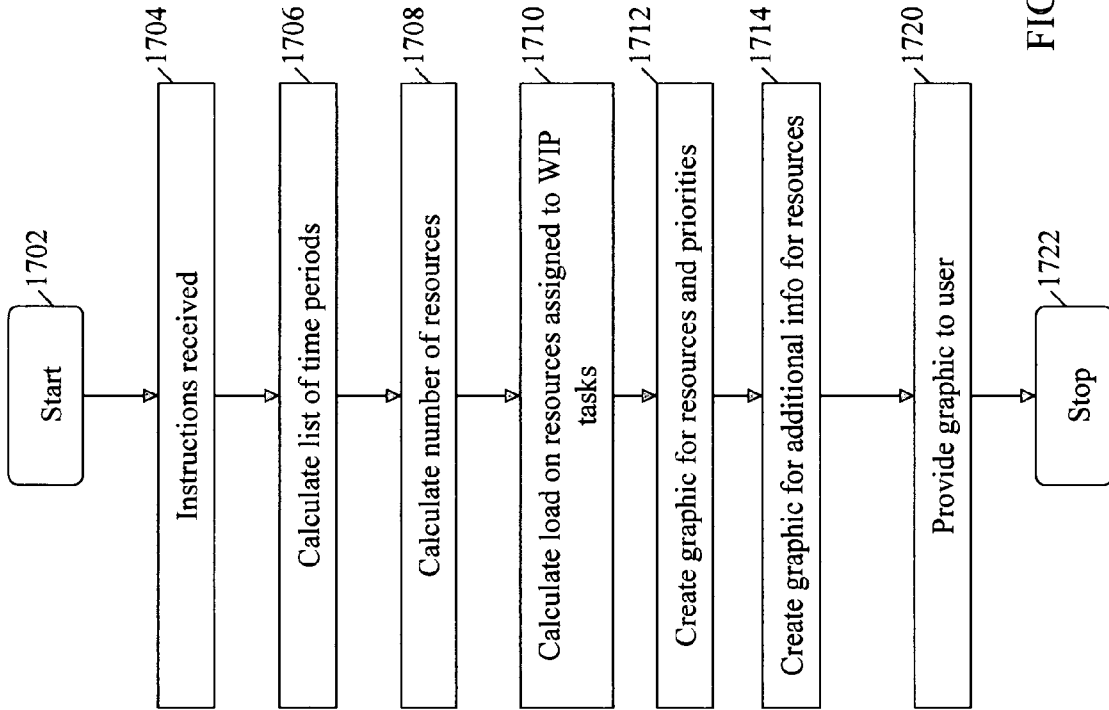 Start
1702
Instructions received
1704
Calculate list of time periods
1706
Calculate number of resources
1708
Calculate load on resources assigned to WIP
tasks
1710
Create graphic for resources and priorities
1712
Create graphic for additional info for resources
1714
Provide graphic to user
1720
Stop
1722
FIG